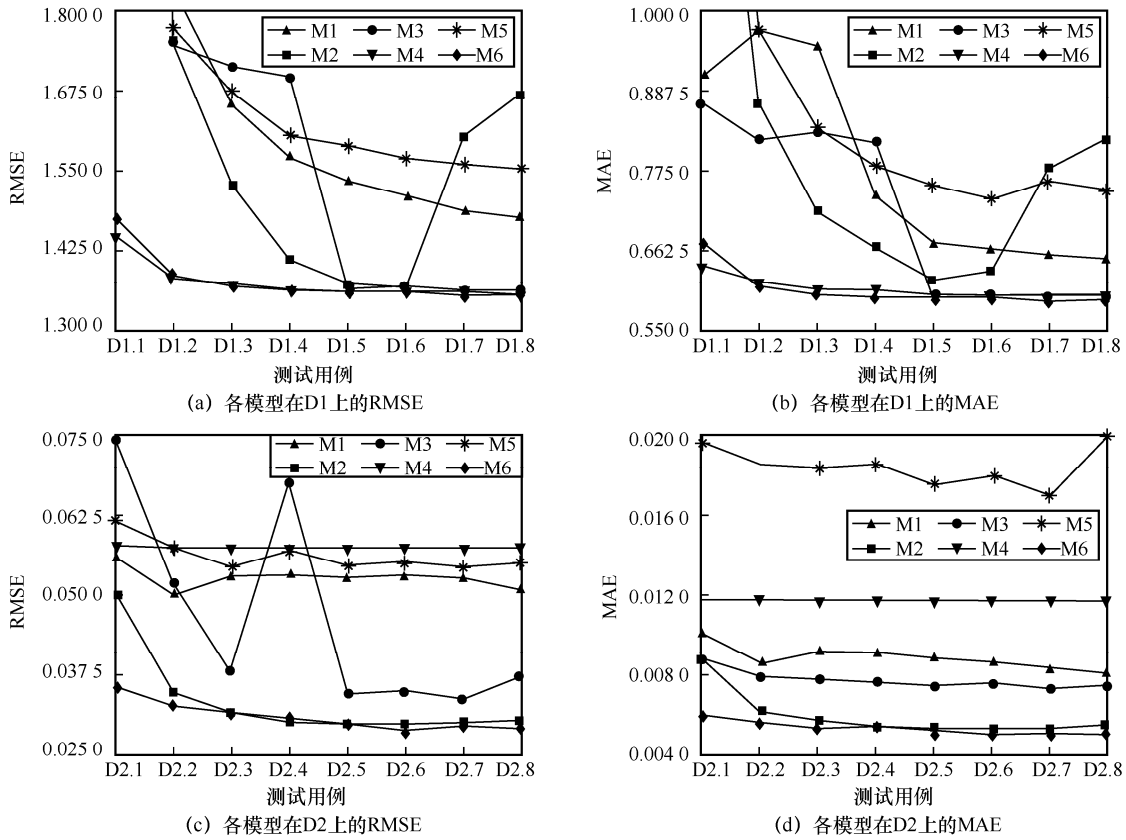 1.800 0
1.675 0
1.550 0
1.425 0
1.300 0
RMSE
M1 M3 M5
M2 M4 M6
D1.1 D1.2 D1.3 D1.4 D1.5 D1.6 D1.7 D1.8
测试用例
(a) 各模型在D1上的RMSE
1.000 0
0.887 5
0.775 0
0.662 5
0.550 0
MAE
M1 M3 M5
M2 M4 M6
D1.1 D1.2 D1.3 D1.4 D1.5 D1.6 D1.7 D1.8
测试用例
(b) 各模型在D1上的MAE
0.075 0
0.062 5
0.050 0
0.037 5
0.025 0
RMSE
M1 M3 M5
M2 M4 M6
D2.1 D2.2 D2.3 D2.4 D2.5 D2.6 D2.7 D2.8
测试用例
(c) 各模型在D2上的RMSE
0.020 0
0.016 0
0.012 0
0.008 0
0.004 0
MAE
M1 M3 M5
M2 M4 M6
D2.1 D2.2 D2.3 D2.4 D2.5 D2.6 D2.7 D2.8
测试用例
(d) 各模型在D2上的MAE